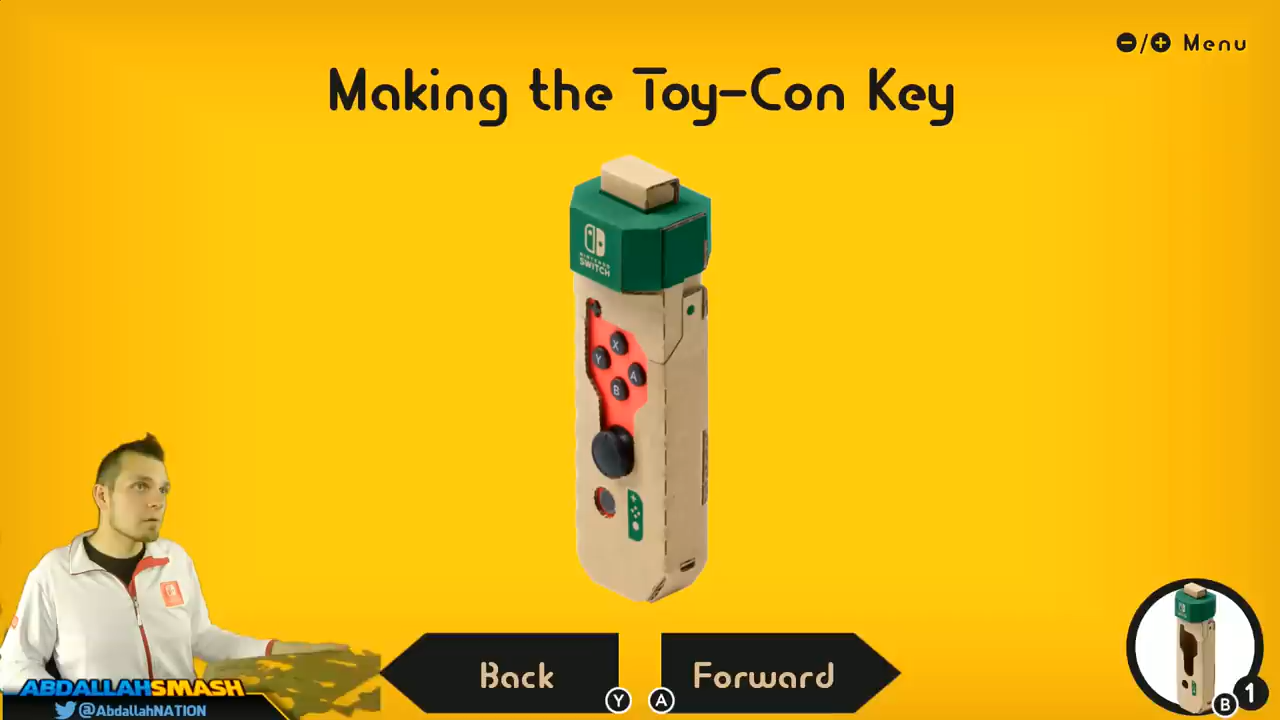 -/+ Menu
Making the Toy-Con Key
NINTENDO
SWITCH
X
Y
A
B
Back
Forward
Y
A
B
1
ABDALLAHSMASH
@AbdallahNATION